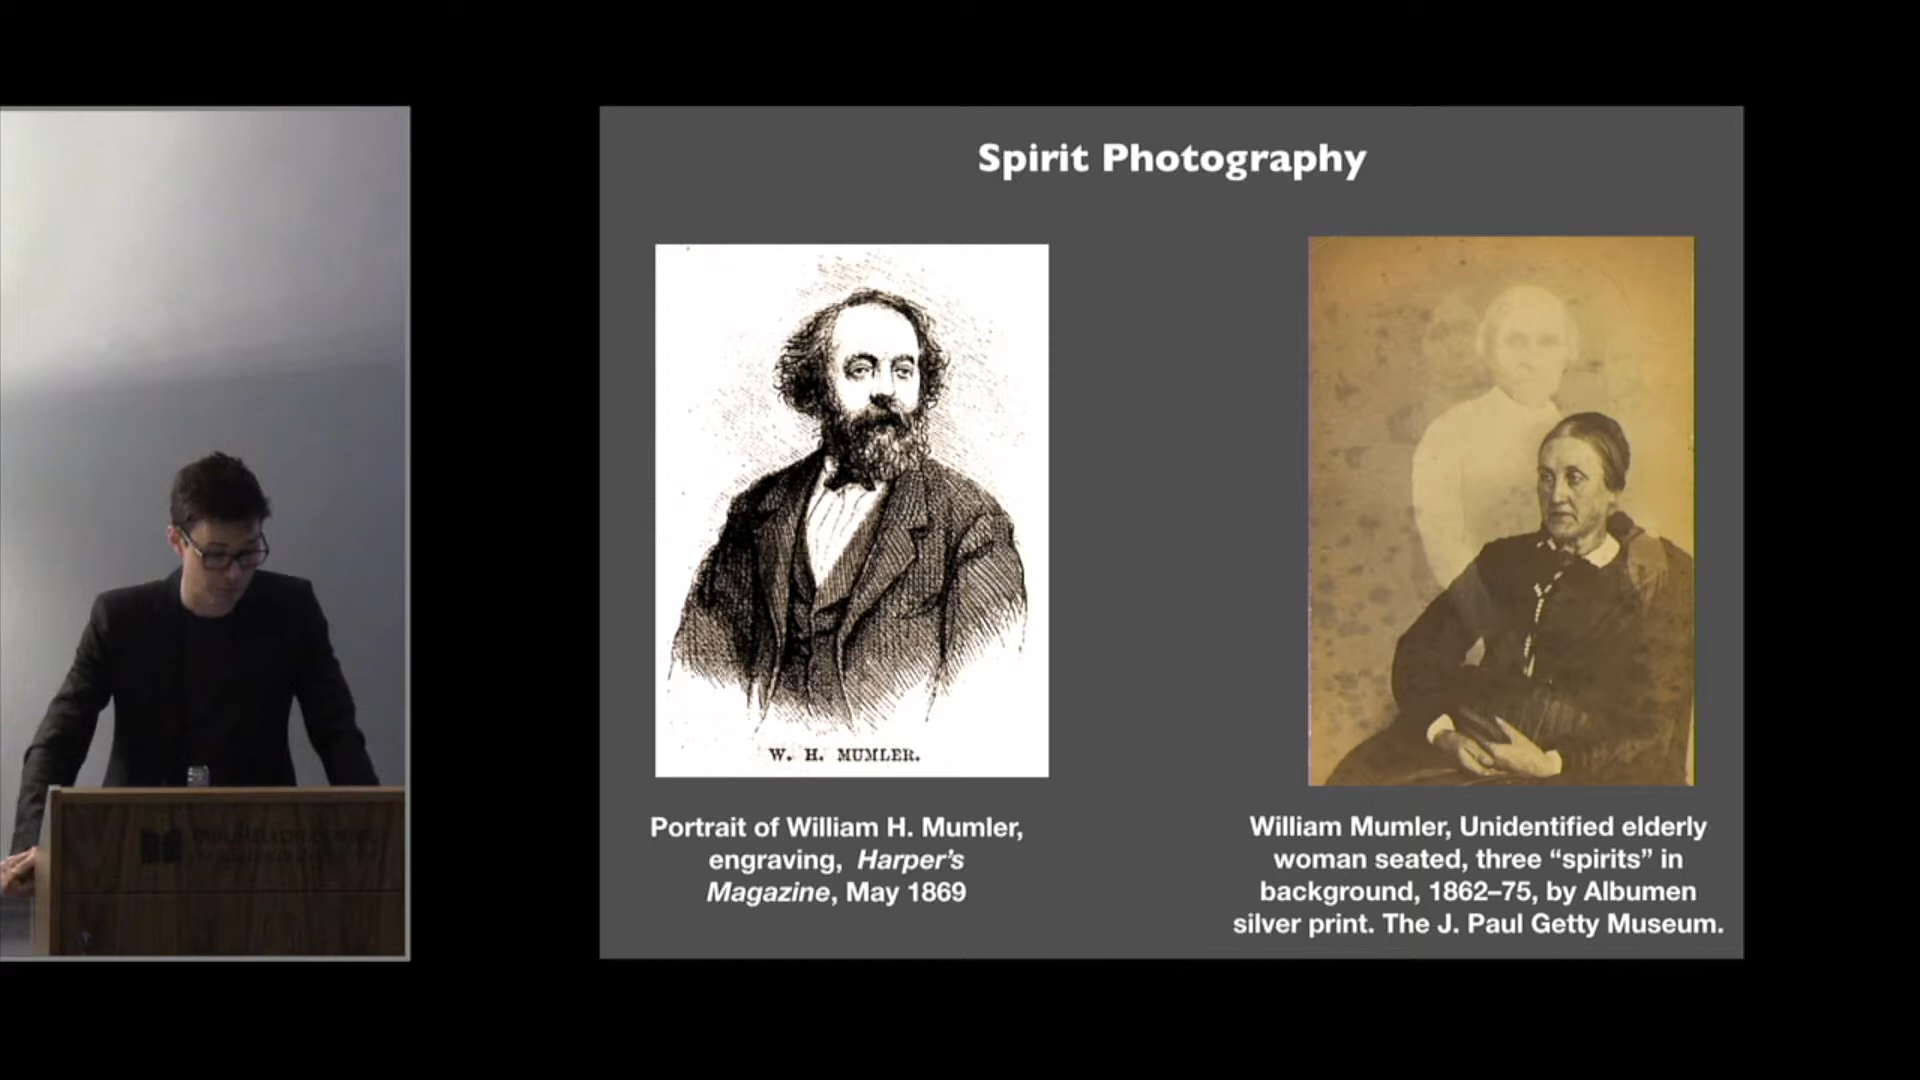 Spirit Photography
W. H. MUMLER.
Portrait of William H. Mumler,
engraving, Harper's
Magazine, May 1869
William Mumler, Unidentified elderly
woman seated, three “spirits” in
background, 1862–75, by Albumen
silver print. The J. Paul Getty Museum.